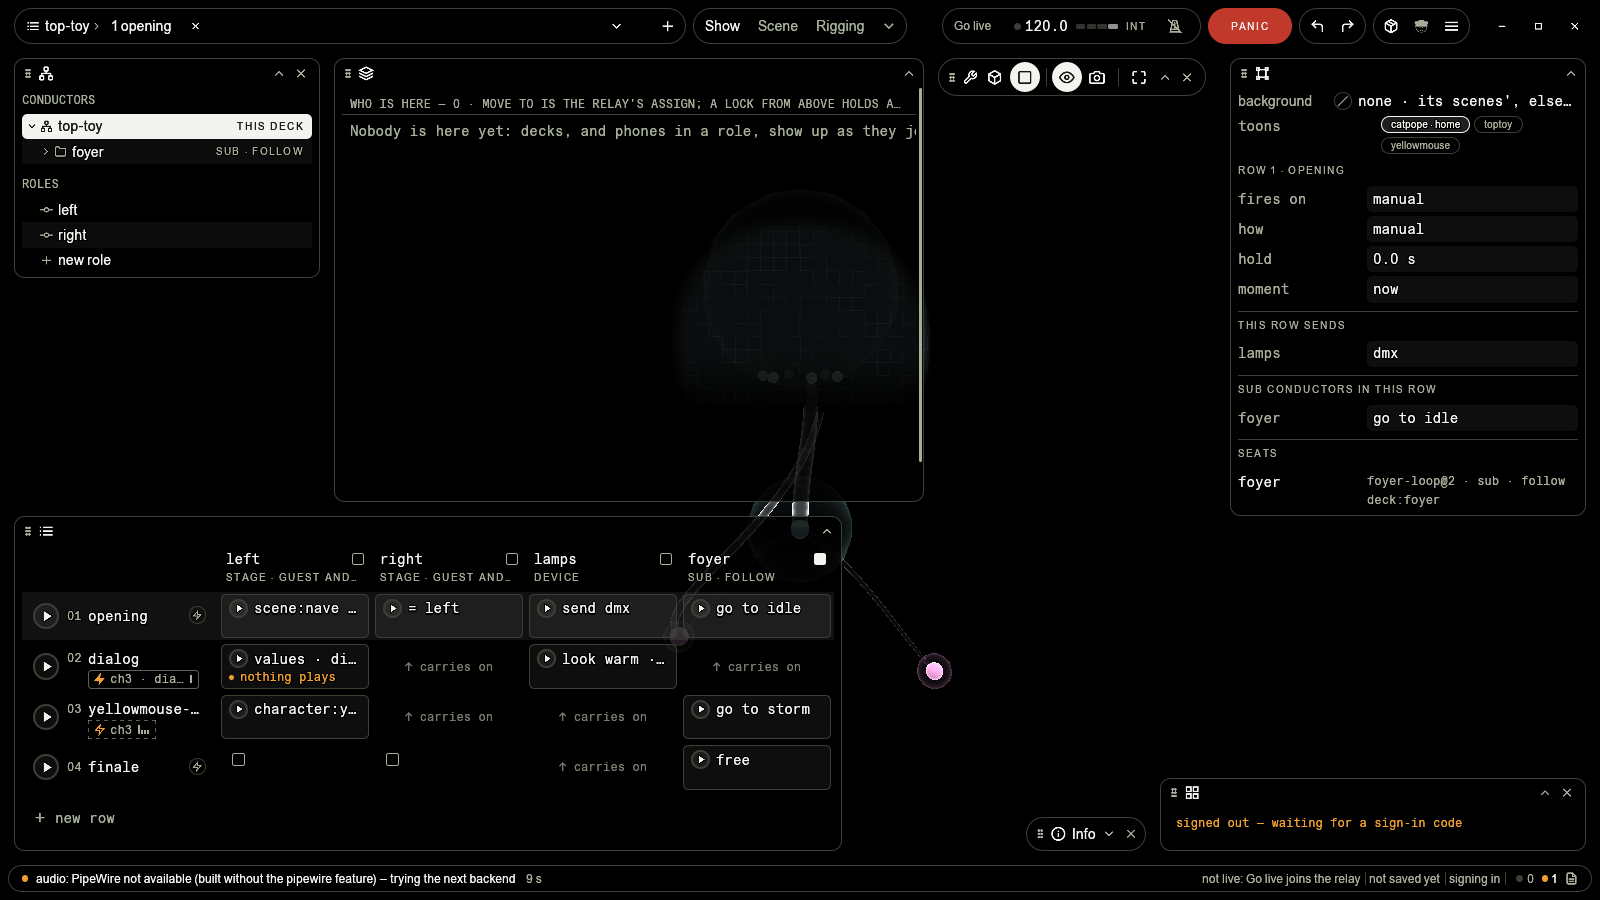 top-toy
1 opening
Show
Scene
Rigging
Go live
120.0
INT
PANIC
CONDUCTORS
top-toy
THIS DECK
foyer
SUB · FOLLOW
ROLES
left
right
new role
WHO IS HERE — 0 · MOVE TO IS THE RELAY'S ASSIGN; A LOCK FROM ABOVE HOLDS A…
Nobody is here yet: decks, and phones in a role, show up as they j
background
none · its scenes', else…
toons
catpope · home
toptoy
yellowmouse
ROW 1 · OPENING
fires on
manual
how
manual
hold
0.0 s
moment
now
THIS ROW SENDS
lamps
dmx
SUB CONDUCTORS IN THIS ROW
foyer
go to idle
SEATS
foyer
foyer-loop@2 · sub · follow
deck:foyer
left
right
lamps
foyer
STAGE · GUEST AND…
STAGE · GUEST AND…
DEVICE
SUB · FOLLOW
01 opening
scene:nave …
= left
send dmx
go to idle
02 dialog
ch3 · dia…
values · di…
nothing plays
↑ carries on
look warm ·…
↑ carries on
03 yellowmouse-…
ch3
character:y…
↑ carries on
↑ carries on
go to storm
04 finale
↑ carries on
free
+ new row
Info
signed out — waiting for a sign-in code
audio: PipeWire not available (built without the pipewire feature) – trying the next backend
9 s
not live: Go live joins the relay
not saved yet
signing in
0
1